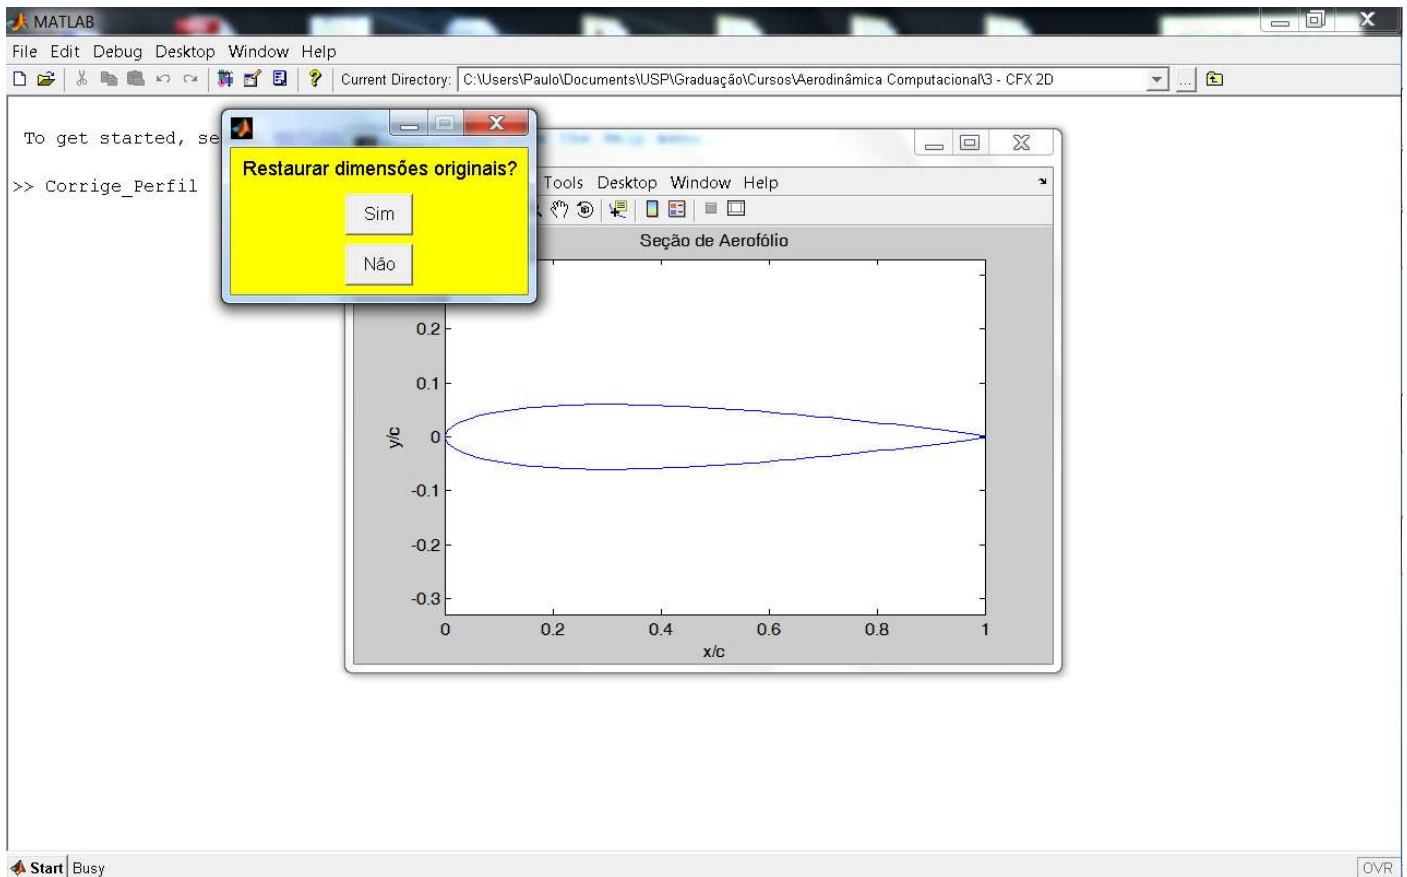 MATLAB
File Edit Debug Desktop Window Help
Current Directory: C:\Users\Paulo\Documents\USP\Graduação\Cursos\Aerodinâmica Computacional\3 - CFX 2D
To get started, se
>> Corrige_Perfil
Restaurar dimensões originais?
Sim
Não
Tools Desktop Window Help
Seção de Aerofólio
0.2
0.1
0
-0.1
-0.2
-0.3
y/c
0 0.2 0.4 0.6 0.8 1
x/c
Start Busy
OVR